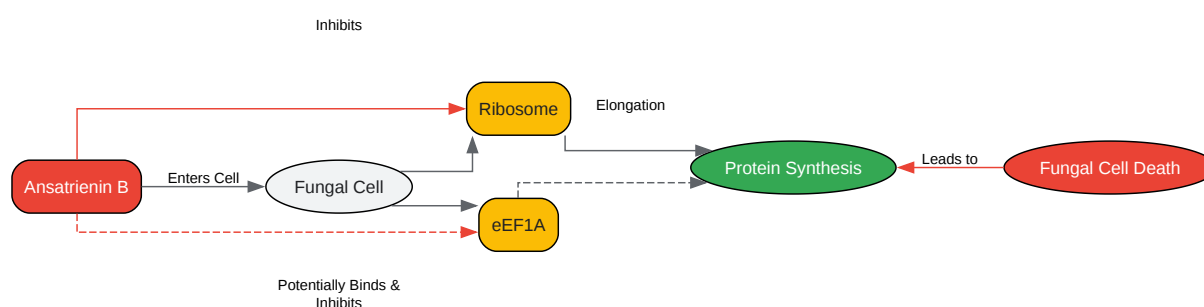 Inhibits
Ribosome
Elongation
Ansatrienin B
Enters Cell
Fungal Cell
Protein Synthesis
Leads to
Fungal Cell Death
eEF1A
Potentially Binds &
Inhibits